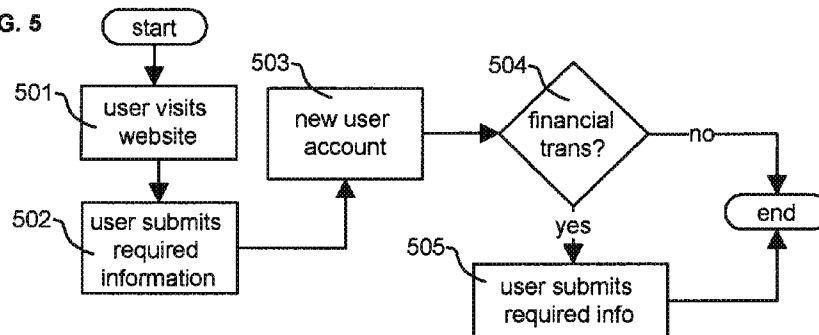 G. 5
start
501
user visits
website
502
user submits
required
information
503
new user
account
504
financial
trans?
no
yes
505
user submits
required info
end